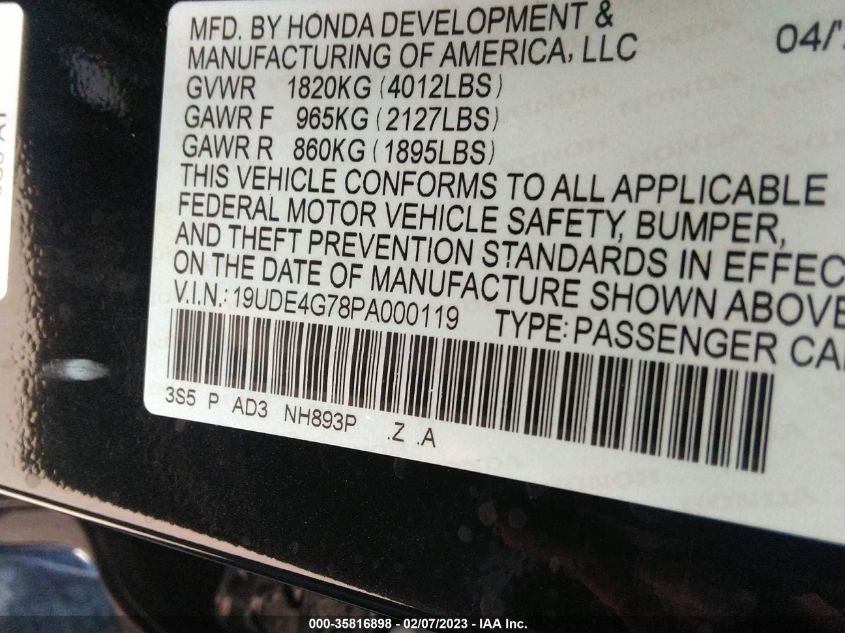 MFD. BY HONDA DEVELOPMENT &
MANUFACTURING OF AMERICA, LLC
04/
GVWR 1820KG (4012LBS)
GAWR F 965KG (2127LBS)
GAWR R 860KG (1895LBS)
THIS VEHICLE CONFORMS TO ALL APPLICABLE
FEDERAL MOTOR VEHICLE SAFETY, BUMPER,
AND THEFT PREVENTION STANDARDS IN EFFEC
ON THE DATE OF MANUFACTURE SHOWN ABOVE
V.I.N.: 19UDE4G78PA000119 TYPE: PASSENGER CAR
3S5 P AD3 NH893P .Z .A
000-35816898 - 02/07/2023 - IAA Inc.